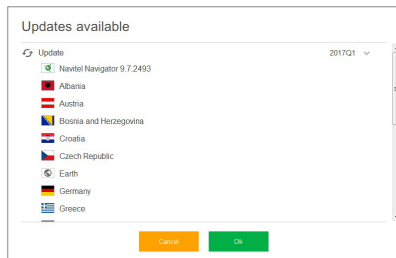 Updates available
Update 2017Q1
Navitel Navigator 9.7.2493
Albania
Austria
Bosnia and Herzegovina
Croatia
Czech Republic
Earth
Germany
Greece
Cancel Ok